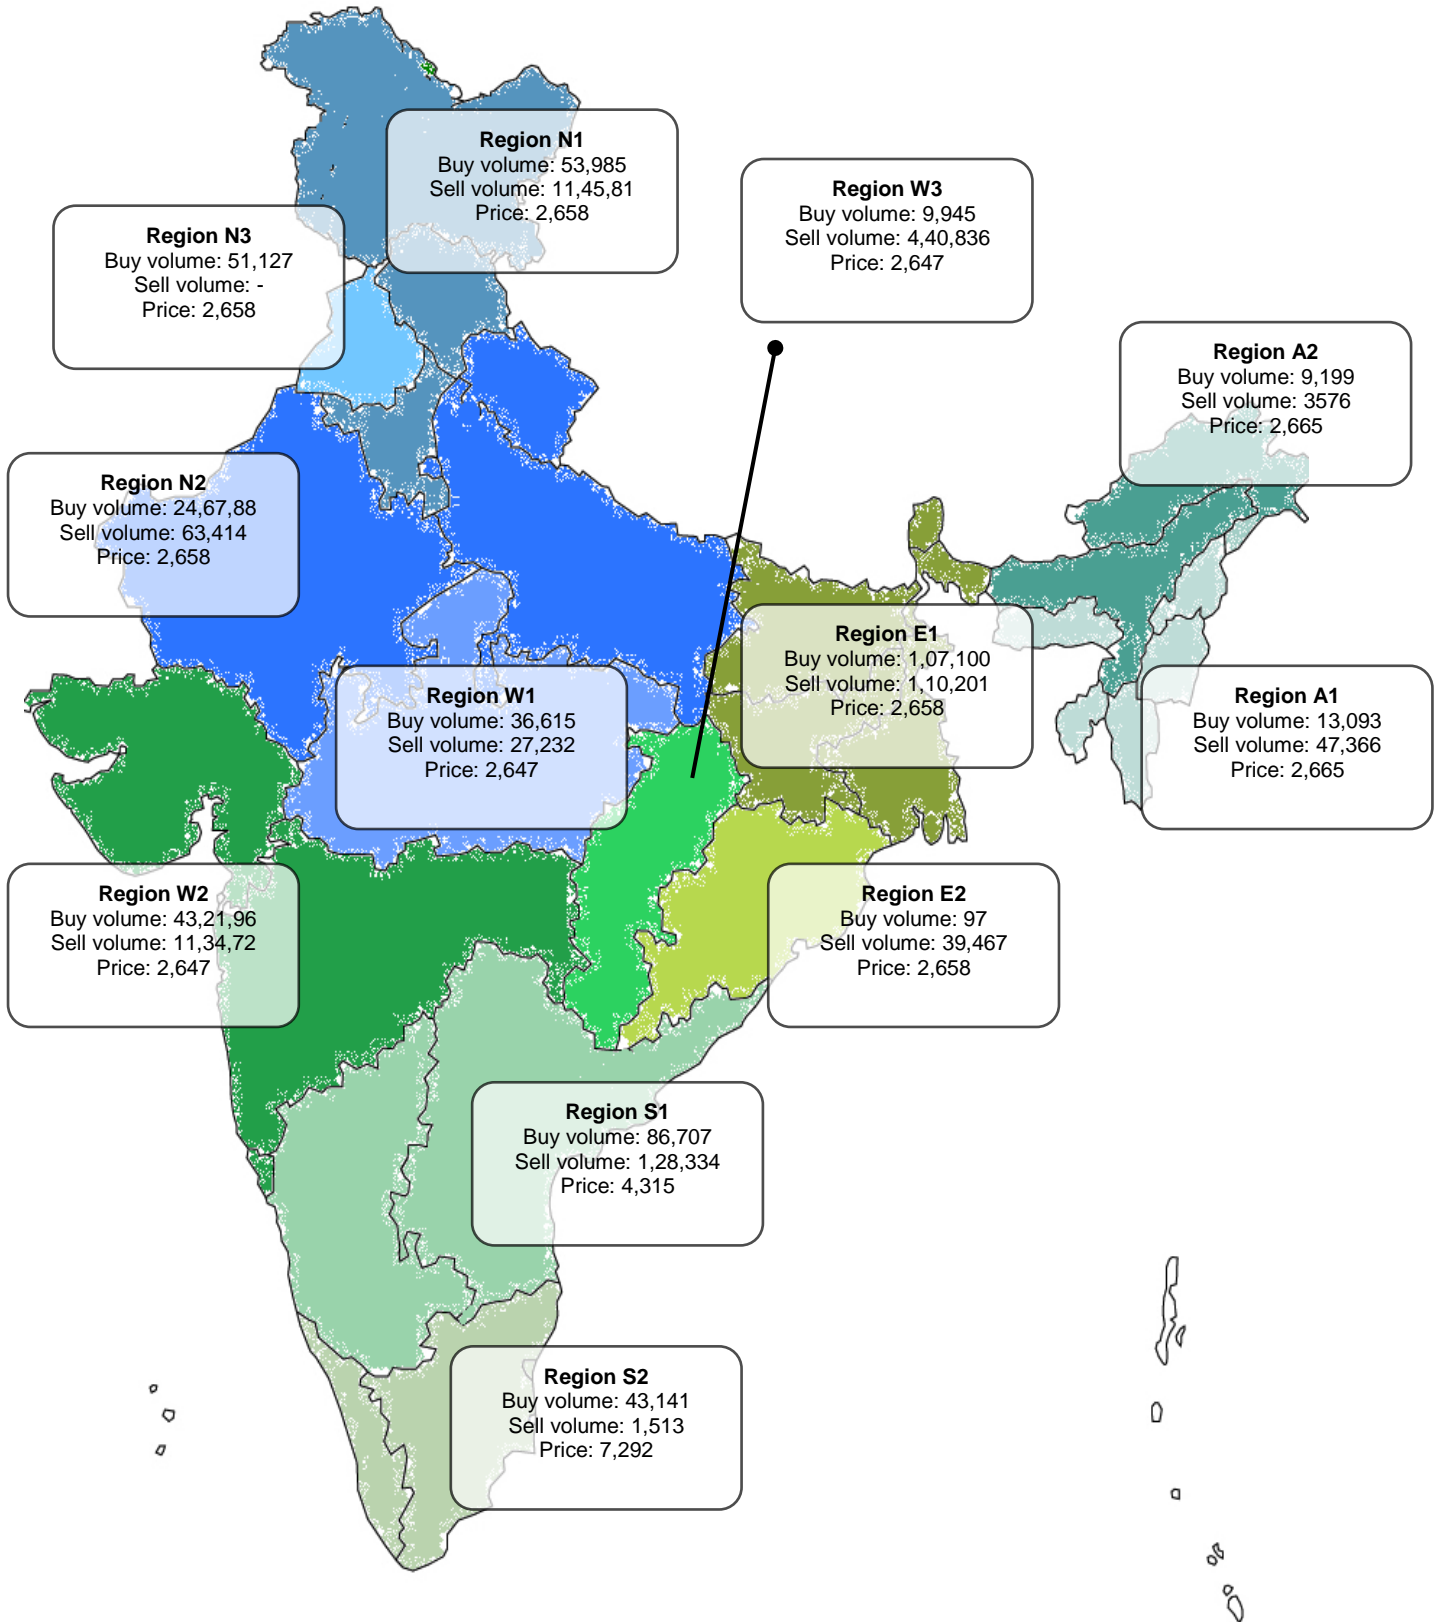 Region N1
Buy volume: 53,985
Sell volume: 11,45,81
Price: 2,658
Region W3
Buy volume: 9,945
Sell volume: 4,40,836
Price: 2,647
Region N3
Buy volume: 51,127
Sell volume: -
Price: 2,658
Region A2
Buy volume: 9,199
Sell volume: 3576
Price: 2,665
Region N2
Buy volume: 24,67,88
Sell volume: 63,414
Price: 2,658
Region E1
Buy volume: 1,07,100
Sell volume: 1,10,201
Price: 2,658
Region W1
Buy volume: 36,615
Sell volume: 27,232
Price: 2,647
Region A1
Buy volume: 13,093
Sell volume: 47,366
Price: 2,665
Region W2
Buy volume: 43,21,96
Sell volume: 11,34,72
Price: 2,647
Region E2
Buy volume: 97
Sell volume: 39,467
Price: 2,658
Region S1
Buy volume: 86,707
Sell volume: 1,28,334
Price: 4,315
Region S2
Buy volume: 43,141
Sell volume: 1,513
Price: 7,292